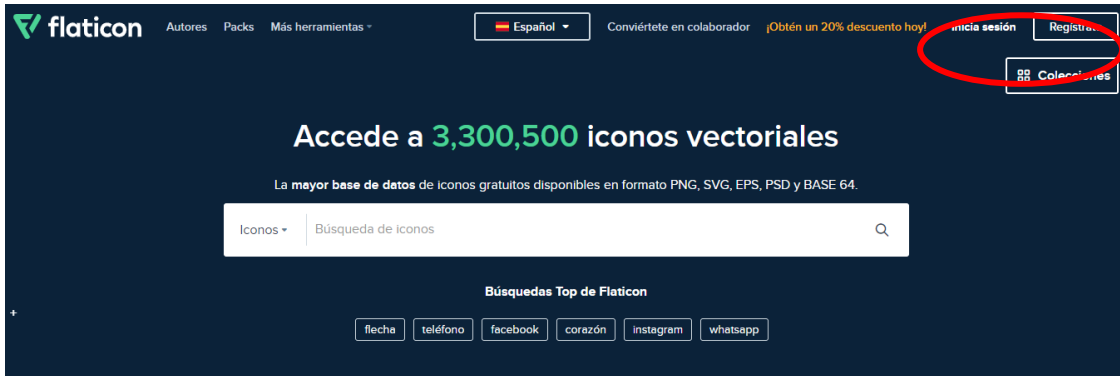 flaticon Autores Packs Más herramientas Español Conviértete en colaborador ¡Obtén un 20% descuento hoy! Inicia sesión Regístrate
Colecciones
Accede a 3,300,500 iconos vectoriales
La mayor base de datos de iconos gratuitos disponibles en formato PNG, SVG, EPS, PSD y BASE 64.
Iconos Búsqueda de iconos
Búsquedas Top de Flaticon
flecha teléfono facebook corazón instagram whatsapp